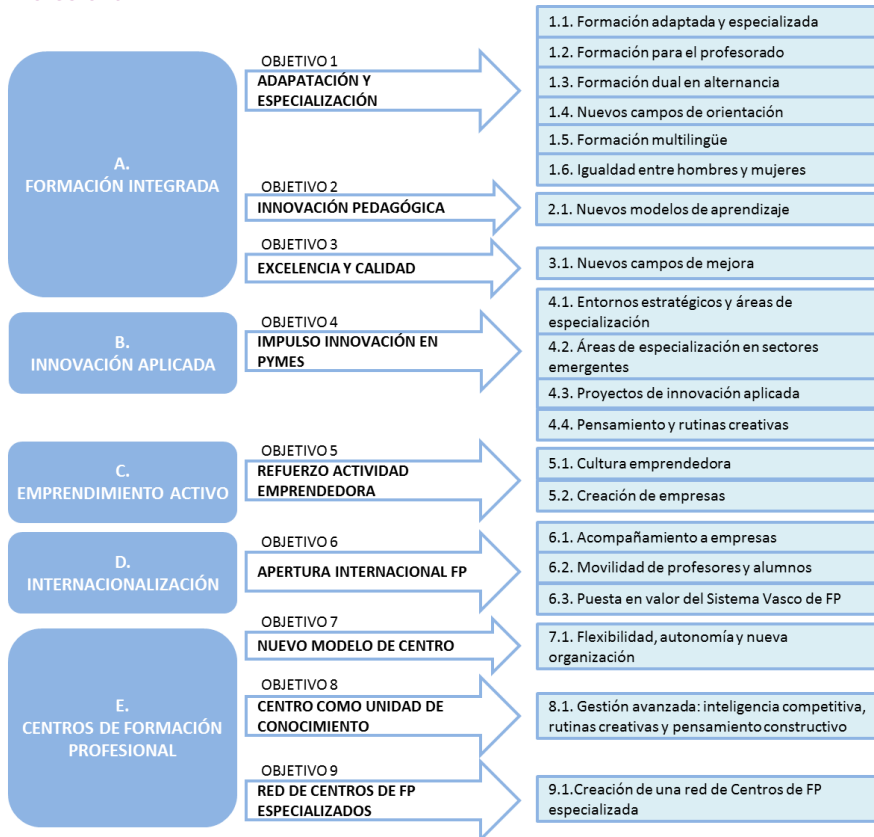 A.
FORMACIÓN INTEGRADA
OBJETIVO 1
ADAPATACIÓN Y
ESPECIALIZACIÓN
1.1. Formación adaptada y especializada
1.2. Formación para el profesorado
1.3. Formación dual en alternancia
1.4. Nuevos campos de orientación
1.5. Formación multilingüe
1.6. Igualdad entre hombres y mujeres
OBJETIVO 2
INNOVACIÓN PEDAGÓGICA
2.1. Nuevos modelos de aprendizaje
OBJETIVO 3
EXCELENCIA Y CALIDAD
3.1. Nuevos campos de mejora
B.
INNOVACIÓN APLICADA
OBJETIVO 4
IMPULSO INNOVACIÓN EN
PYMES
4.1. Entornos estratégicos y áreas de
especialización
4.2. Áreas de especialización en sectores
emergentes
4.3. Proyectos de innovación aplicada
4.4. Pensamiento y rutinas creativas
C.
EMPRENDIMIENTO ACTIVO
OBJETIVO 5
REFUERZO ACTIVIDAD
EMPRENDEDORA
5.1. Cultura emprendedora
5.2. Creación de empresas
D.
INTERNACIONALIZACIÓN
OBJETIVO 6
APERTURA INTERNACIONAL FP
6.1. Acompañamiento a empresas
6.2. Movilidad de profesores y alumnos
6.3. Puesta en valor del Sistema Vasco de FP
E.
CENTROS DE FORMACIÓN
PROFESIONAL
OBJETIVO 7
NUEVO MODELO DE CENTRO
7.1. Flexibilidad, autonomía y nueva
organización
OBJETIVO 8
CENTRO COMO UNIDAD DE
CONOCIMIENTO
8.1. Gestión avanzada: inteligencia competitiva,
rutinas creativas y pensamiento constructivo
OBJETIVO 9
RED DE CENTROS DE FP
ESPECIALIZADOS
9.1.Creación de una red de Centros de FP
especializada